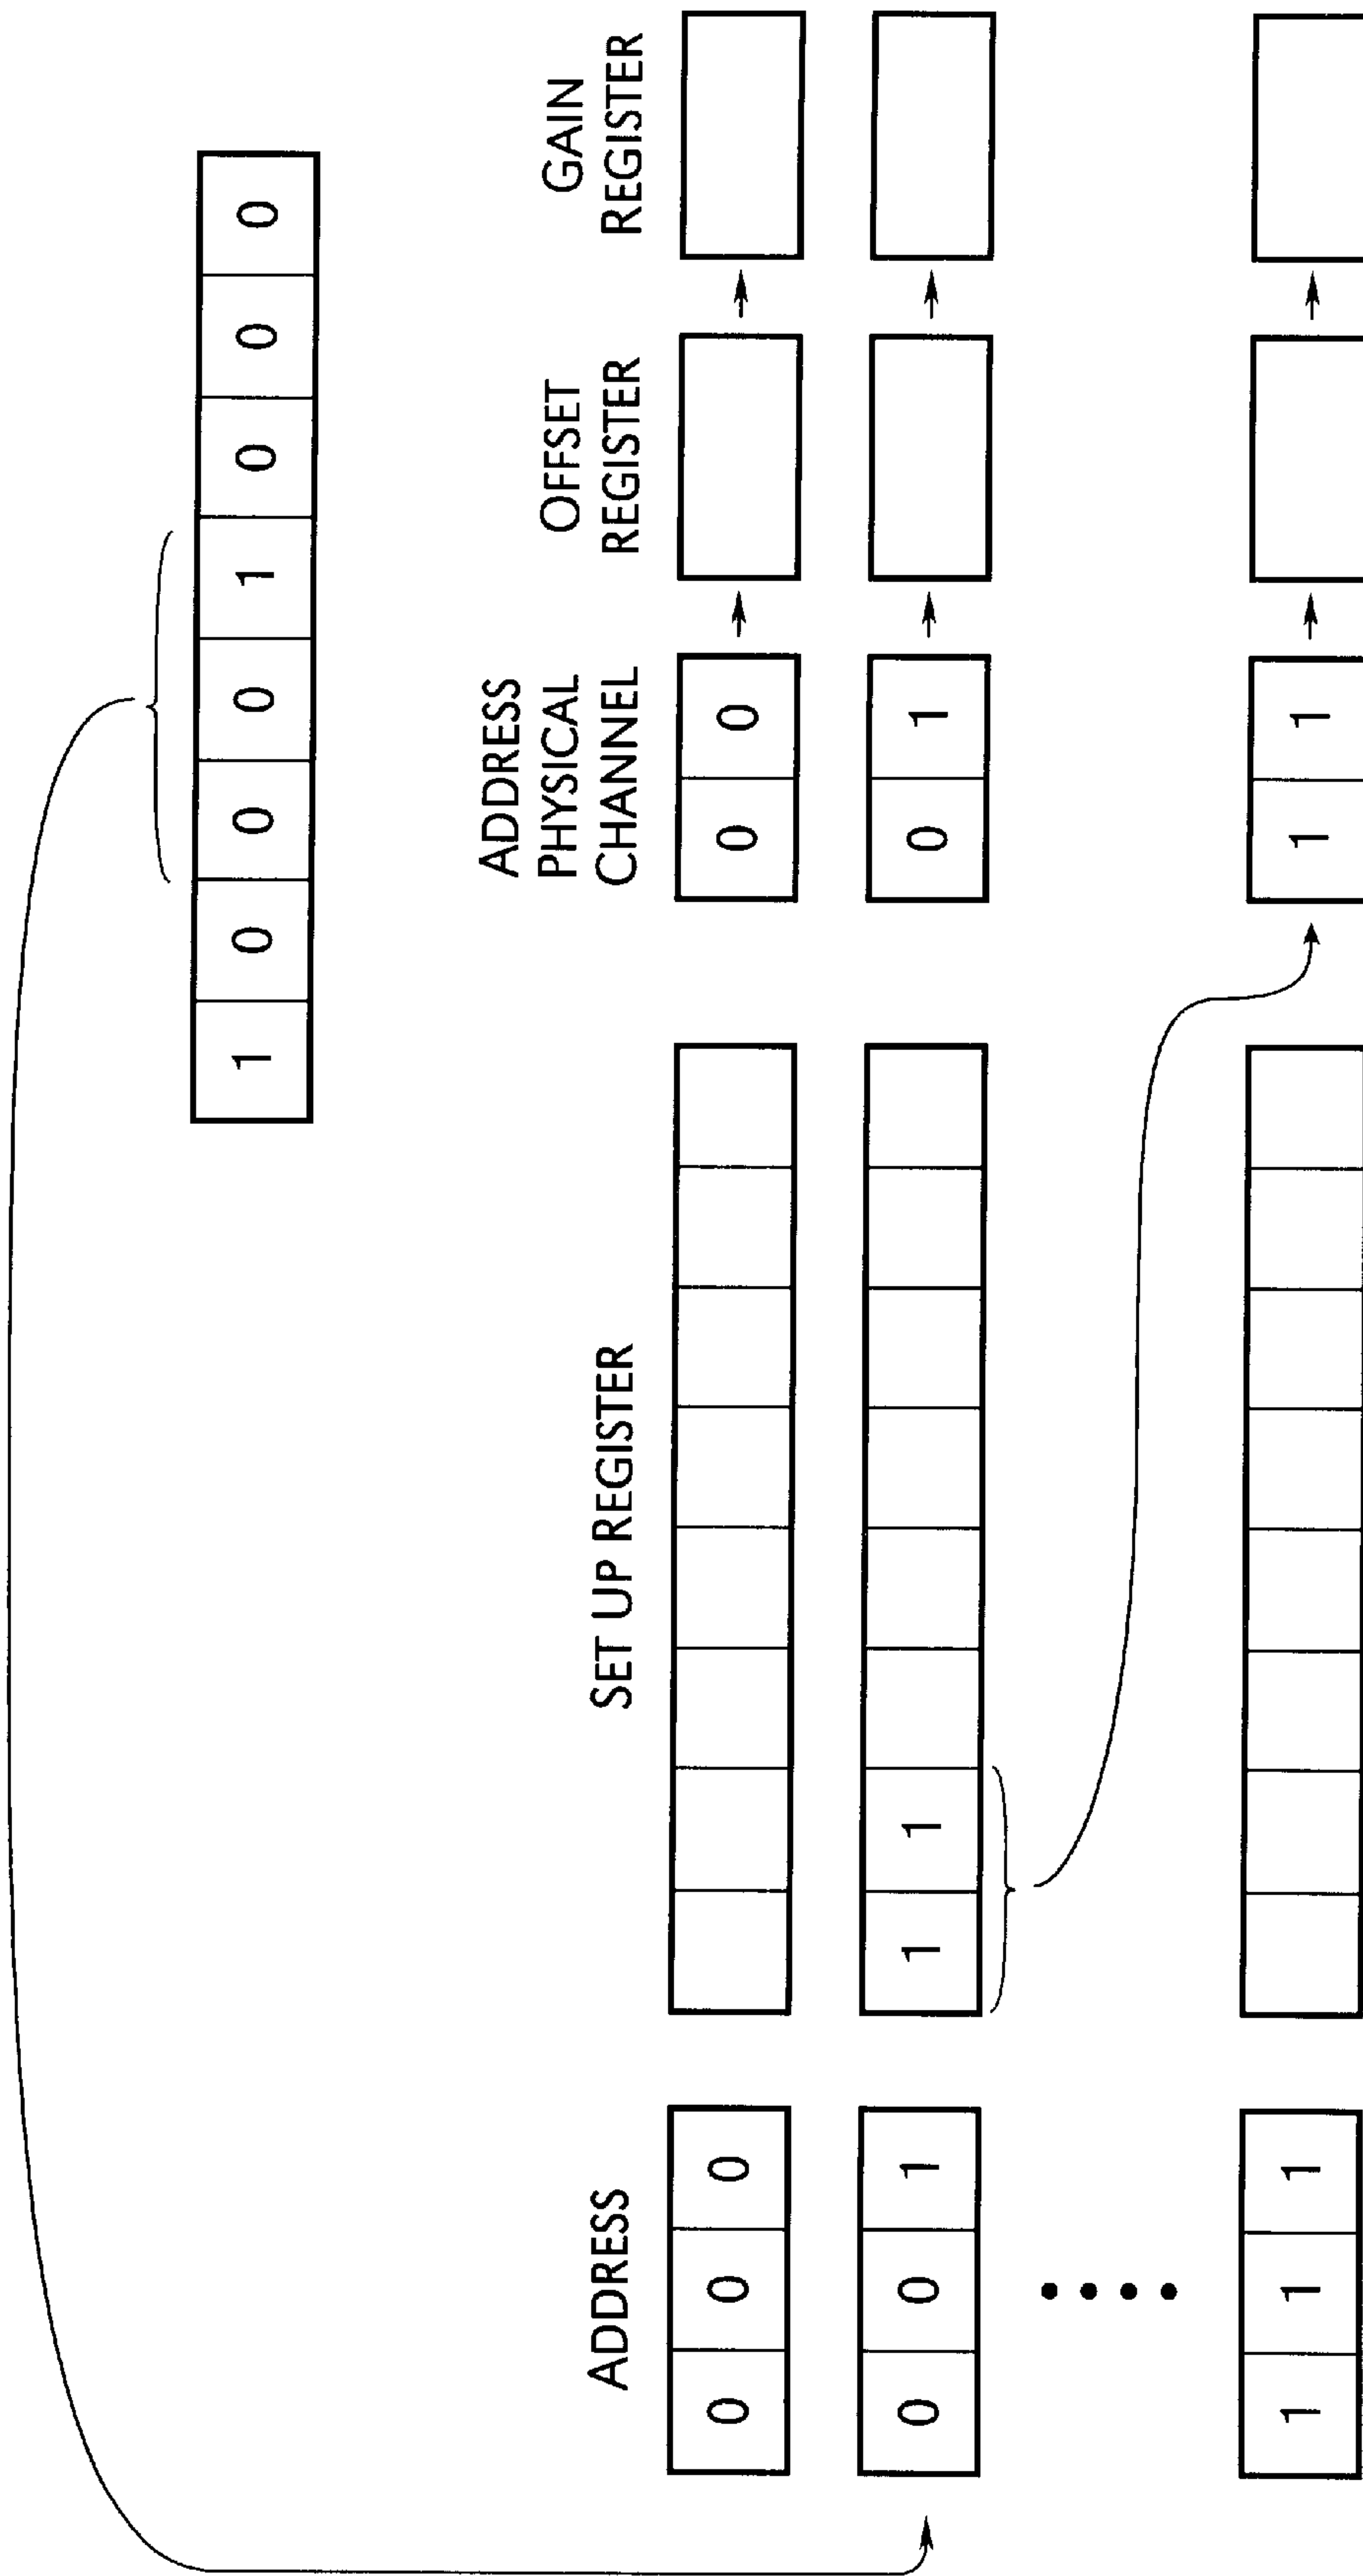 1 0 0 0 1 0 0 0
ADDRESS
SET UP REGISTER
ADDRESS
PHYSICAL
CHANNEL
OFFSET
REGISTER
GAIN
REGISTER
0 0 0
0 0
0 0 1
1 1
0 1
1 1 1
1 1